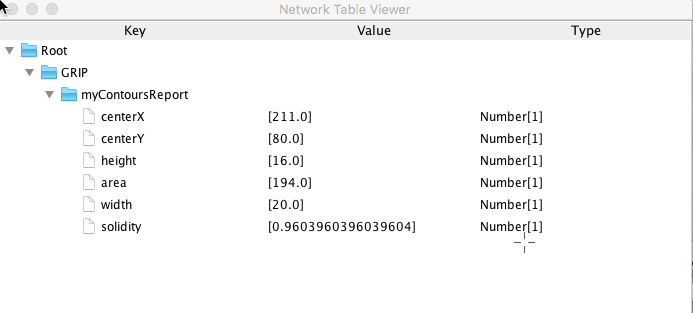 Network Table Viewer
Key Value Type
Root
GRIP
myContoursReport
centerX [211.0] Number[1]
centerY [80.0] Number[1]
height [16.0] Number[1]
area [194.0] Number[1]
width [20.0] Number[1]
solidity [0.9603960396039604] Number[1]